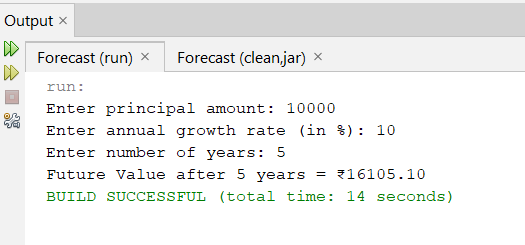 Output ×
Forecast (run) × Forecast (clean,jar) ×
run:
Enter principal amount: 10000
Enter annual growth rate (in %): 10
Enter number of years: 5
Future Value after 5 years = ₹16105.10
BUILD SUCCESSFUL (total time: 14 seconds)